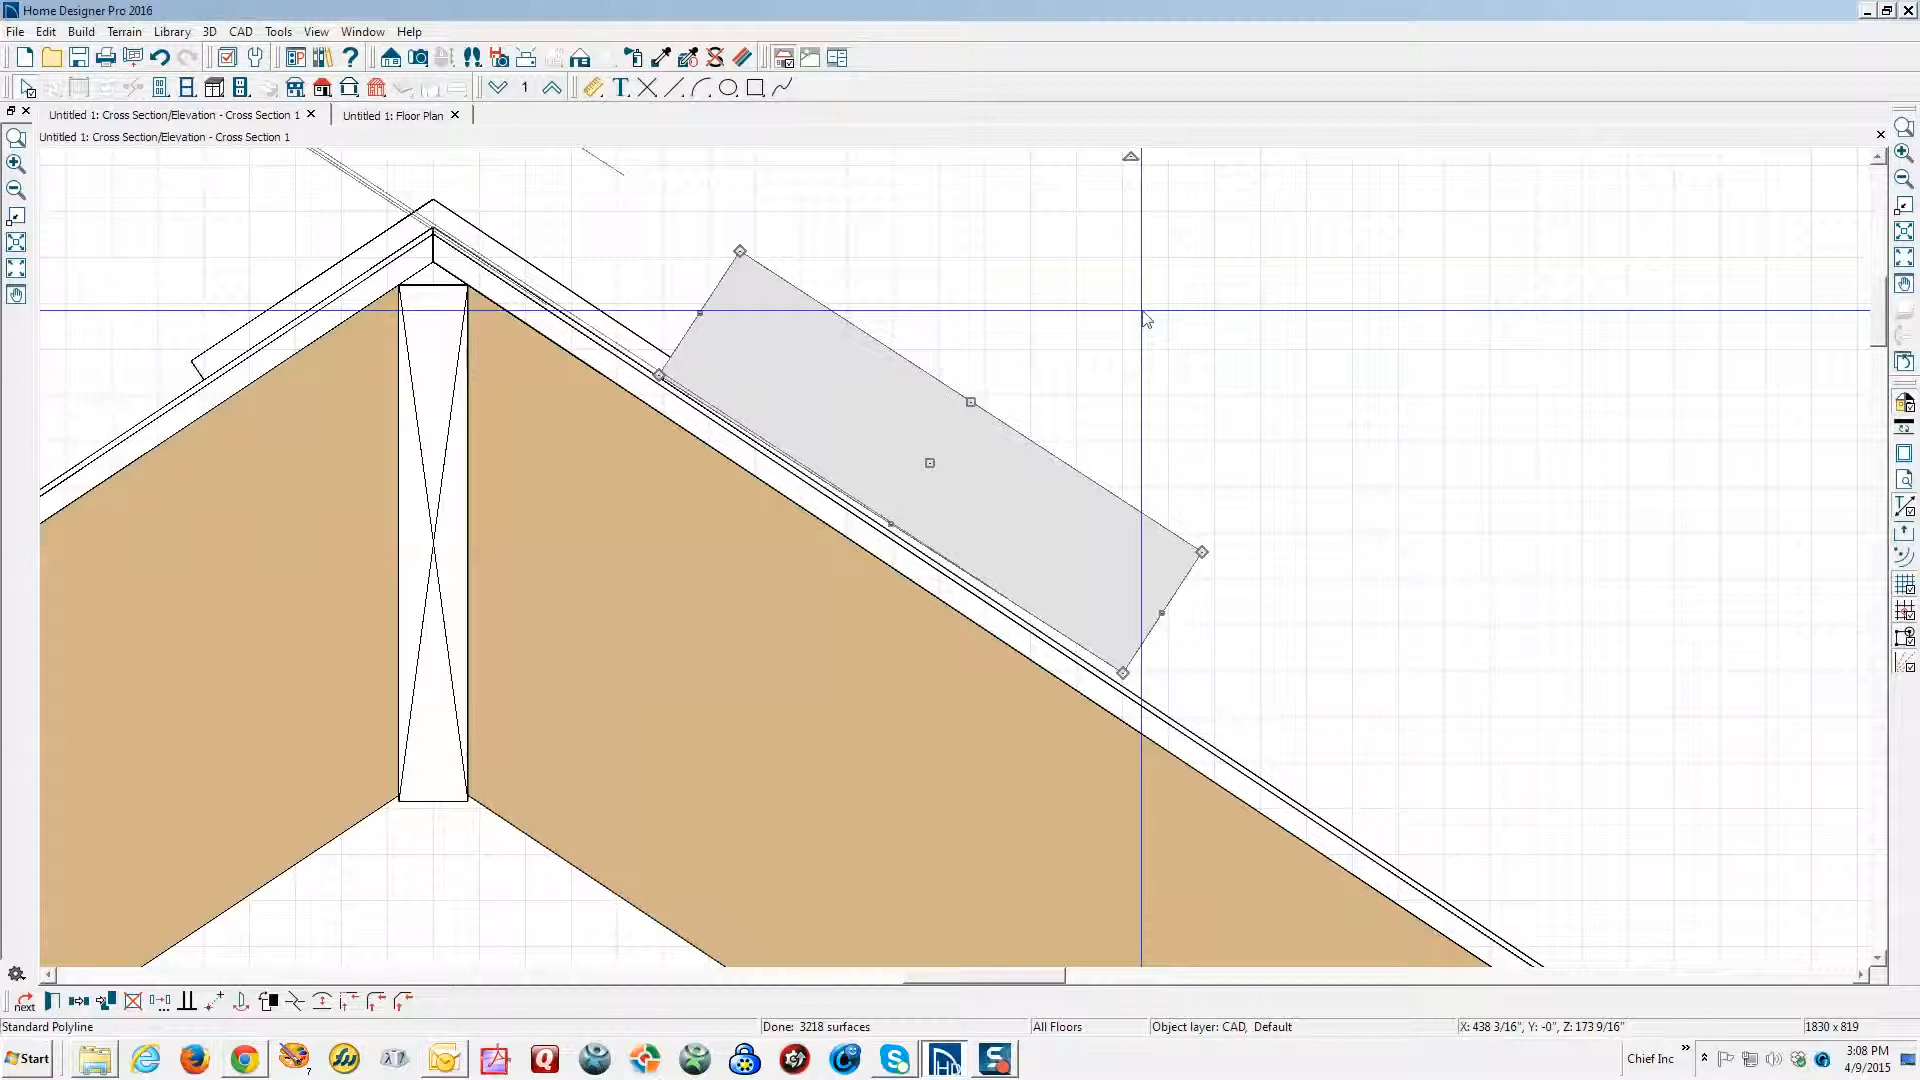 Home Designer Pro 2016
File Edit Build Terrain Library 3D CAD Tools View Window Help
1
Untitled 1: Cross Section/Elevation - Cross Section 1 Untitled 1: Floor Plan
Untitled 1: Cross Section/Elevation - Cross Section 1
next
Standard Polyline Done: 3218 surfaces All Floors Object layer: CAD, Default X: 438 3/16", Y: -0", Z: 173 9/16" 1830 x 819
Start Chief Inc 3:08 PM
4/9/2015